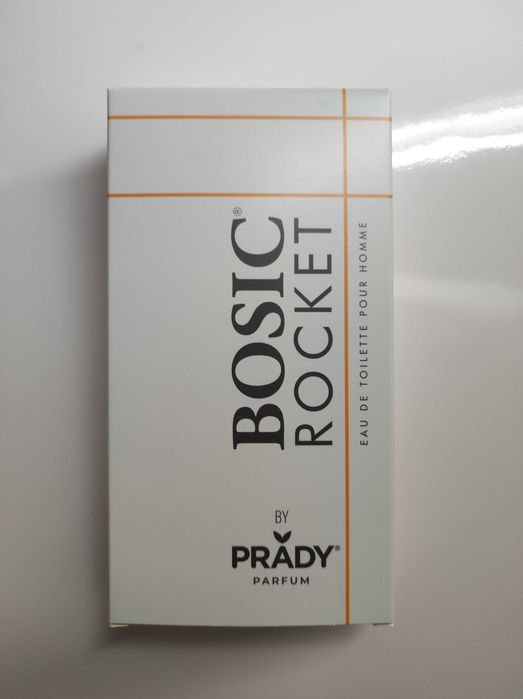 BOSIC®
ROCKET
EAU DE TOILETTE POUR HOMME
BY
PRADY®
PARFUM